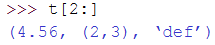 >>> t[2:]
(4.56, (2,3), ‘def’)